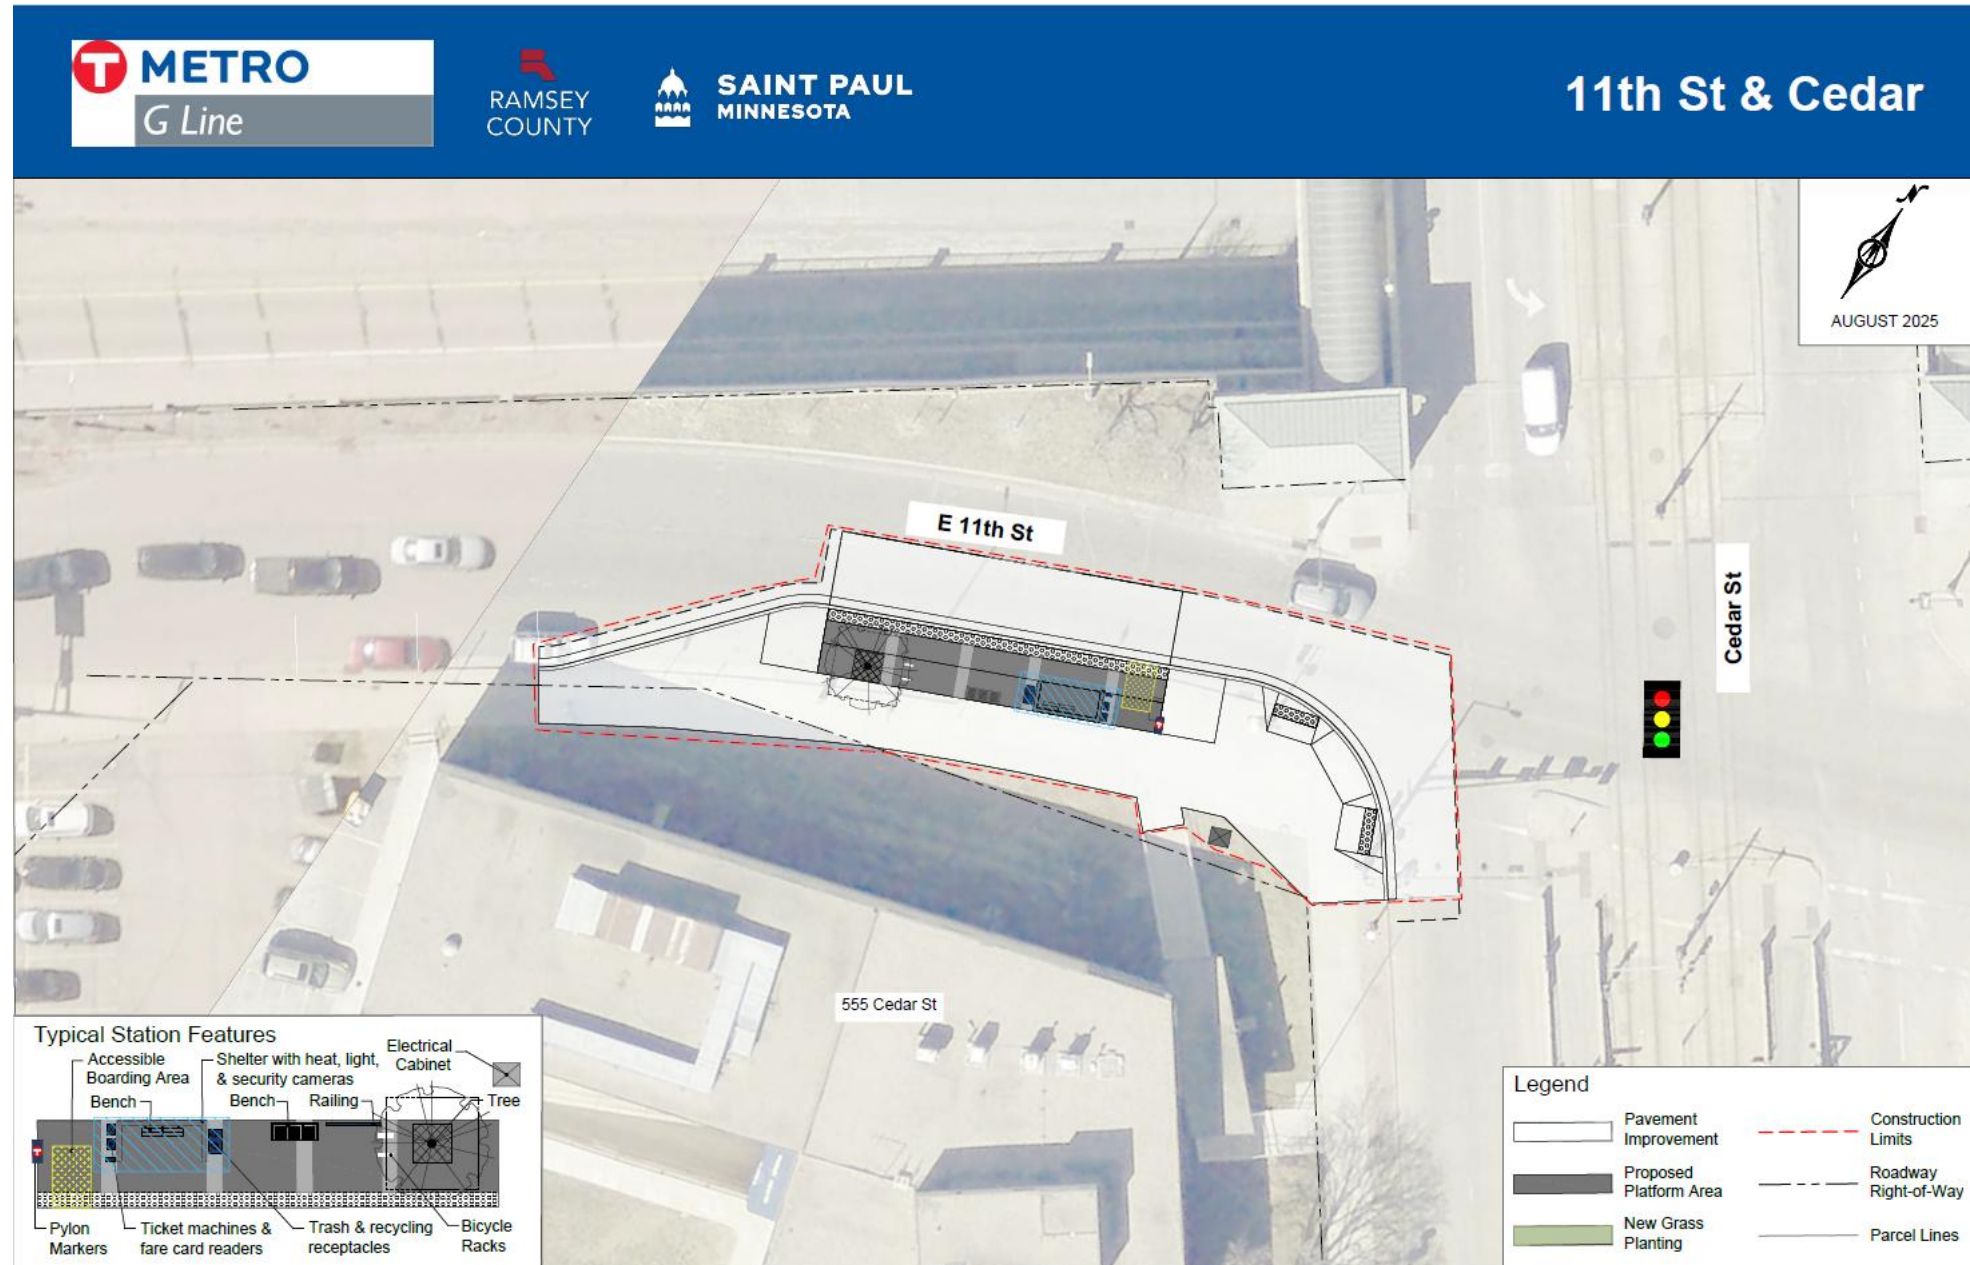 T METRO
G Line
RAMSEY
COUNTY
SAINT PAUL
MINNESOTA
11th St & Cedar
N
AUGUST 2025
E 11th St
Cedar St
555 Cedar St
Typical Station Features
Accessible
Boarding Area
Shelter with heat, light,
& security cameras
Electrical
Cabinet
Bench
Bench
Railing
Tree
Pylon
Markers
Ticket machines &
fare card readers
Trash & recycling
receptacles
Bicycle
Racks
Legend
Pavement
Improvement
Construction
Limits
Proposed
Platform Area
Roadway
Right-of-Way
New Grass
Planting
Parcel Lines